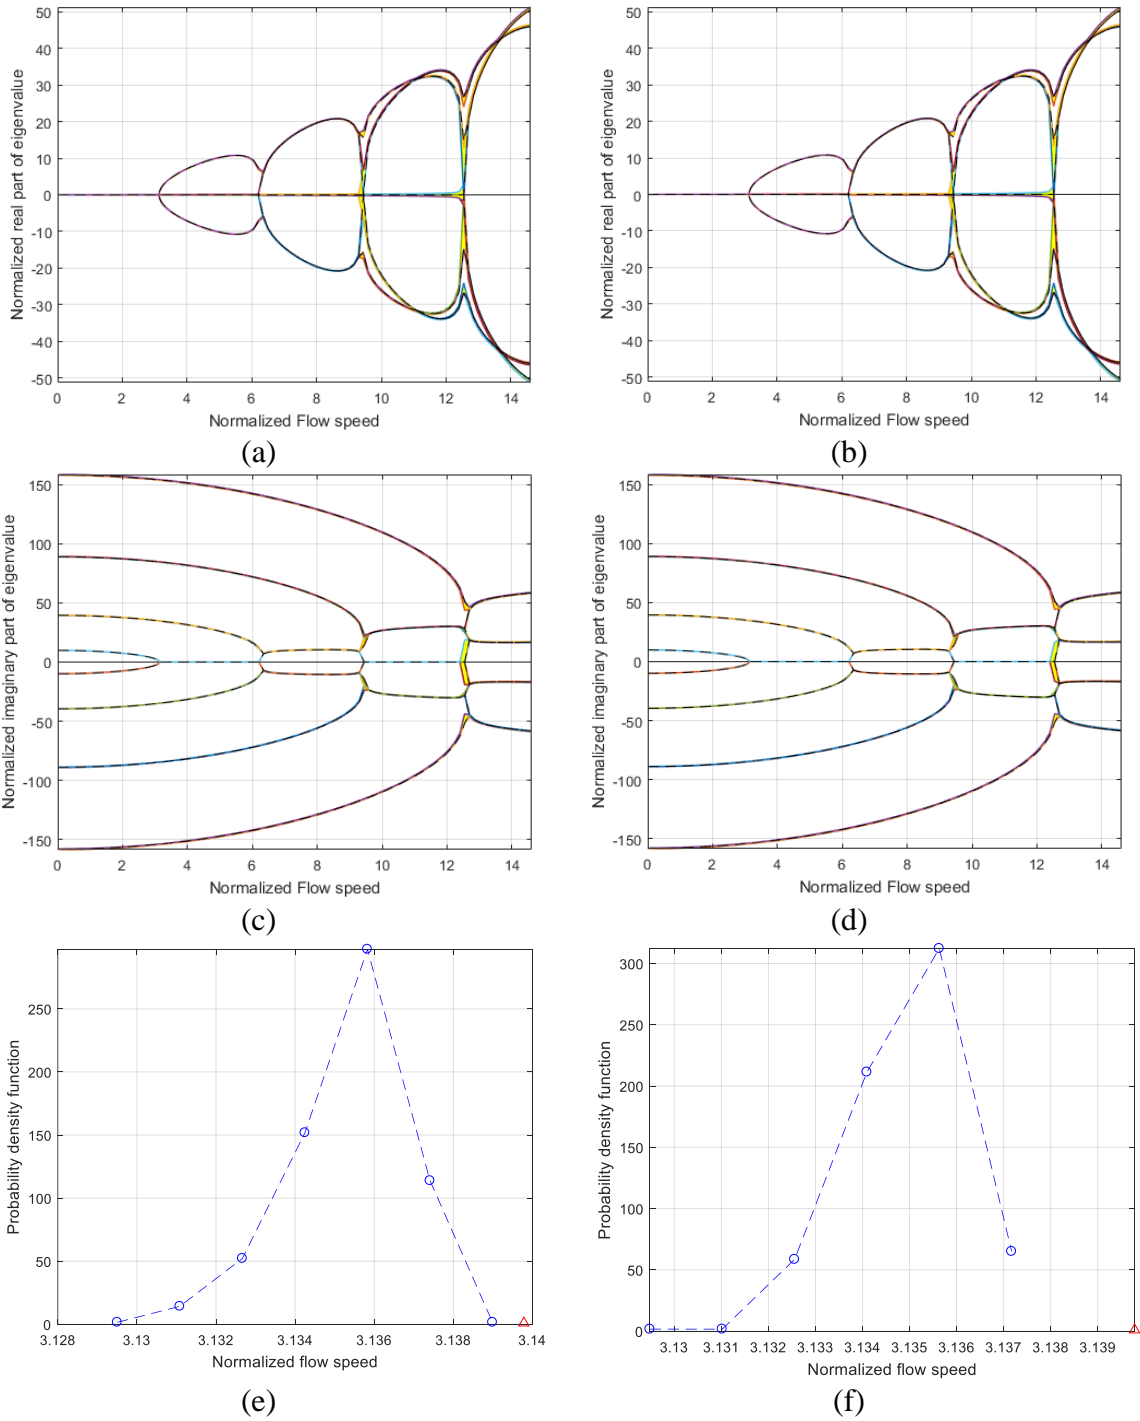 50
40
30
20
10
0
-10
-20
-30
-40
-50
0 2 4 6 8 10 12 14
Normalized real part of eigenvalue
Normalized Flow speed
(a)
50
40
30
20
10
0
-10
-20
-30
-40
-50
0 2 4 6 8 10 12 14
Normalized real part of eigenvalue
Normalized Flow speed
(b)
150
100
50
0
-50
-100
-150
0 2 4 6 8 10 12 14
Normalized imaginary part of eigenvalue
Normalized Flow speed
(c)
150
100
50
0
-50
-100
-150
0 2 4 6 8 10 12 14
Normalized imaginary part of eigenvalue
Normalized Flow speed
(d)
250
200
150
100
50
0
3.128 3.13 3.132 3.134 3.136 3.138 3.14
Probability density function
Normalized flow speed
(e)
300
250
200
150
100
50
0
3.13 3.131 3.132 3.133 3.134 3.135 3.136 3.137 3.138 3.139
Probability density function
Normalized flow speed
(f)